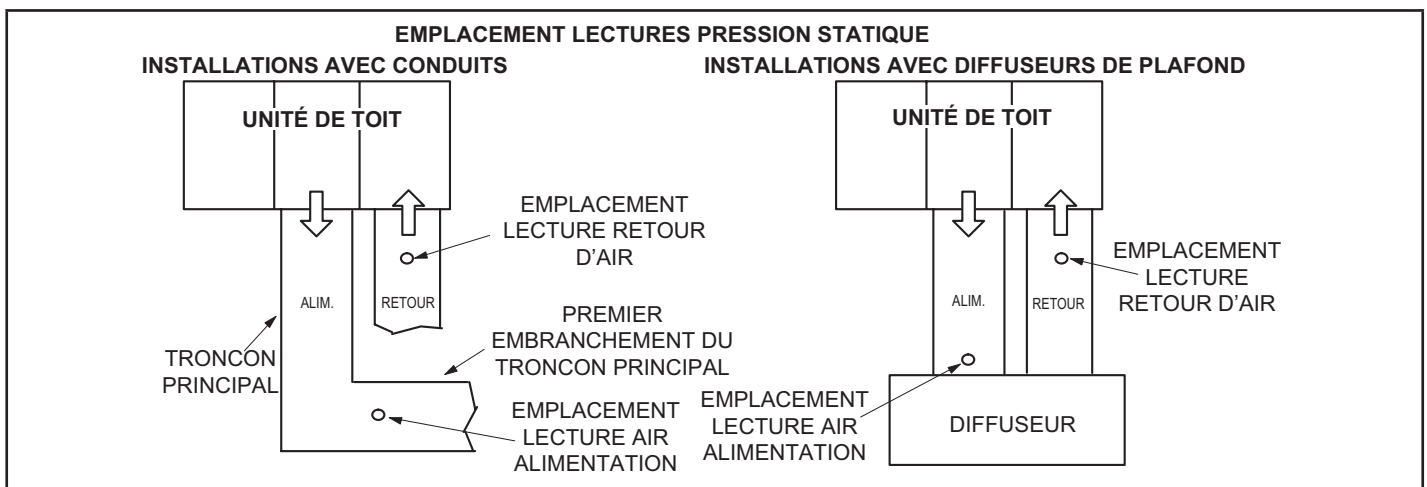 EMPLACEMENT LECTURES PRESSION STATIQUE
INSTALLATIONS AVEC CONDUITS
UNITÉ DE TOIT
EMPLACEMENT
LECTURE RETOUR
D’AIR
ALIM.
RETOUR
TRONCON
PRINCIPAL
PREMIER
EMBRANCHEMENT DU
TRONCON PRINCIPAL
EMPLACEMENT
LECTURE AIR
ALIMENTATION
INSTALLATIONS AVEC DIFFUSEURS DE PLAFOND
UNITÉ DE TOIT
EMPLACEMENT
LECTURE
RETOUR D’AIR
ALIM.
RETOUR
EMPLACEMENT
LECTURE AIR
ALIMENTATION
DIFFUSEUR